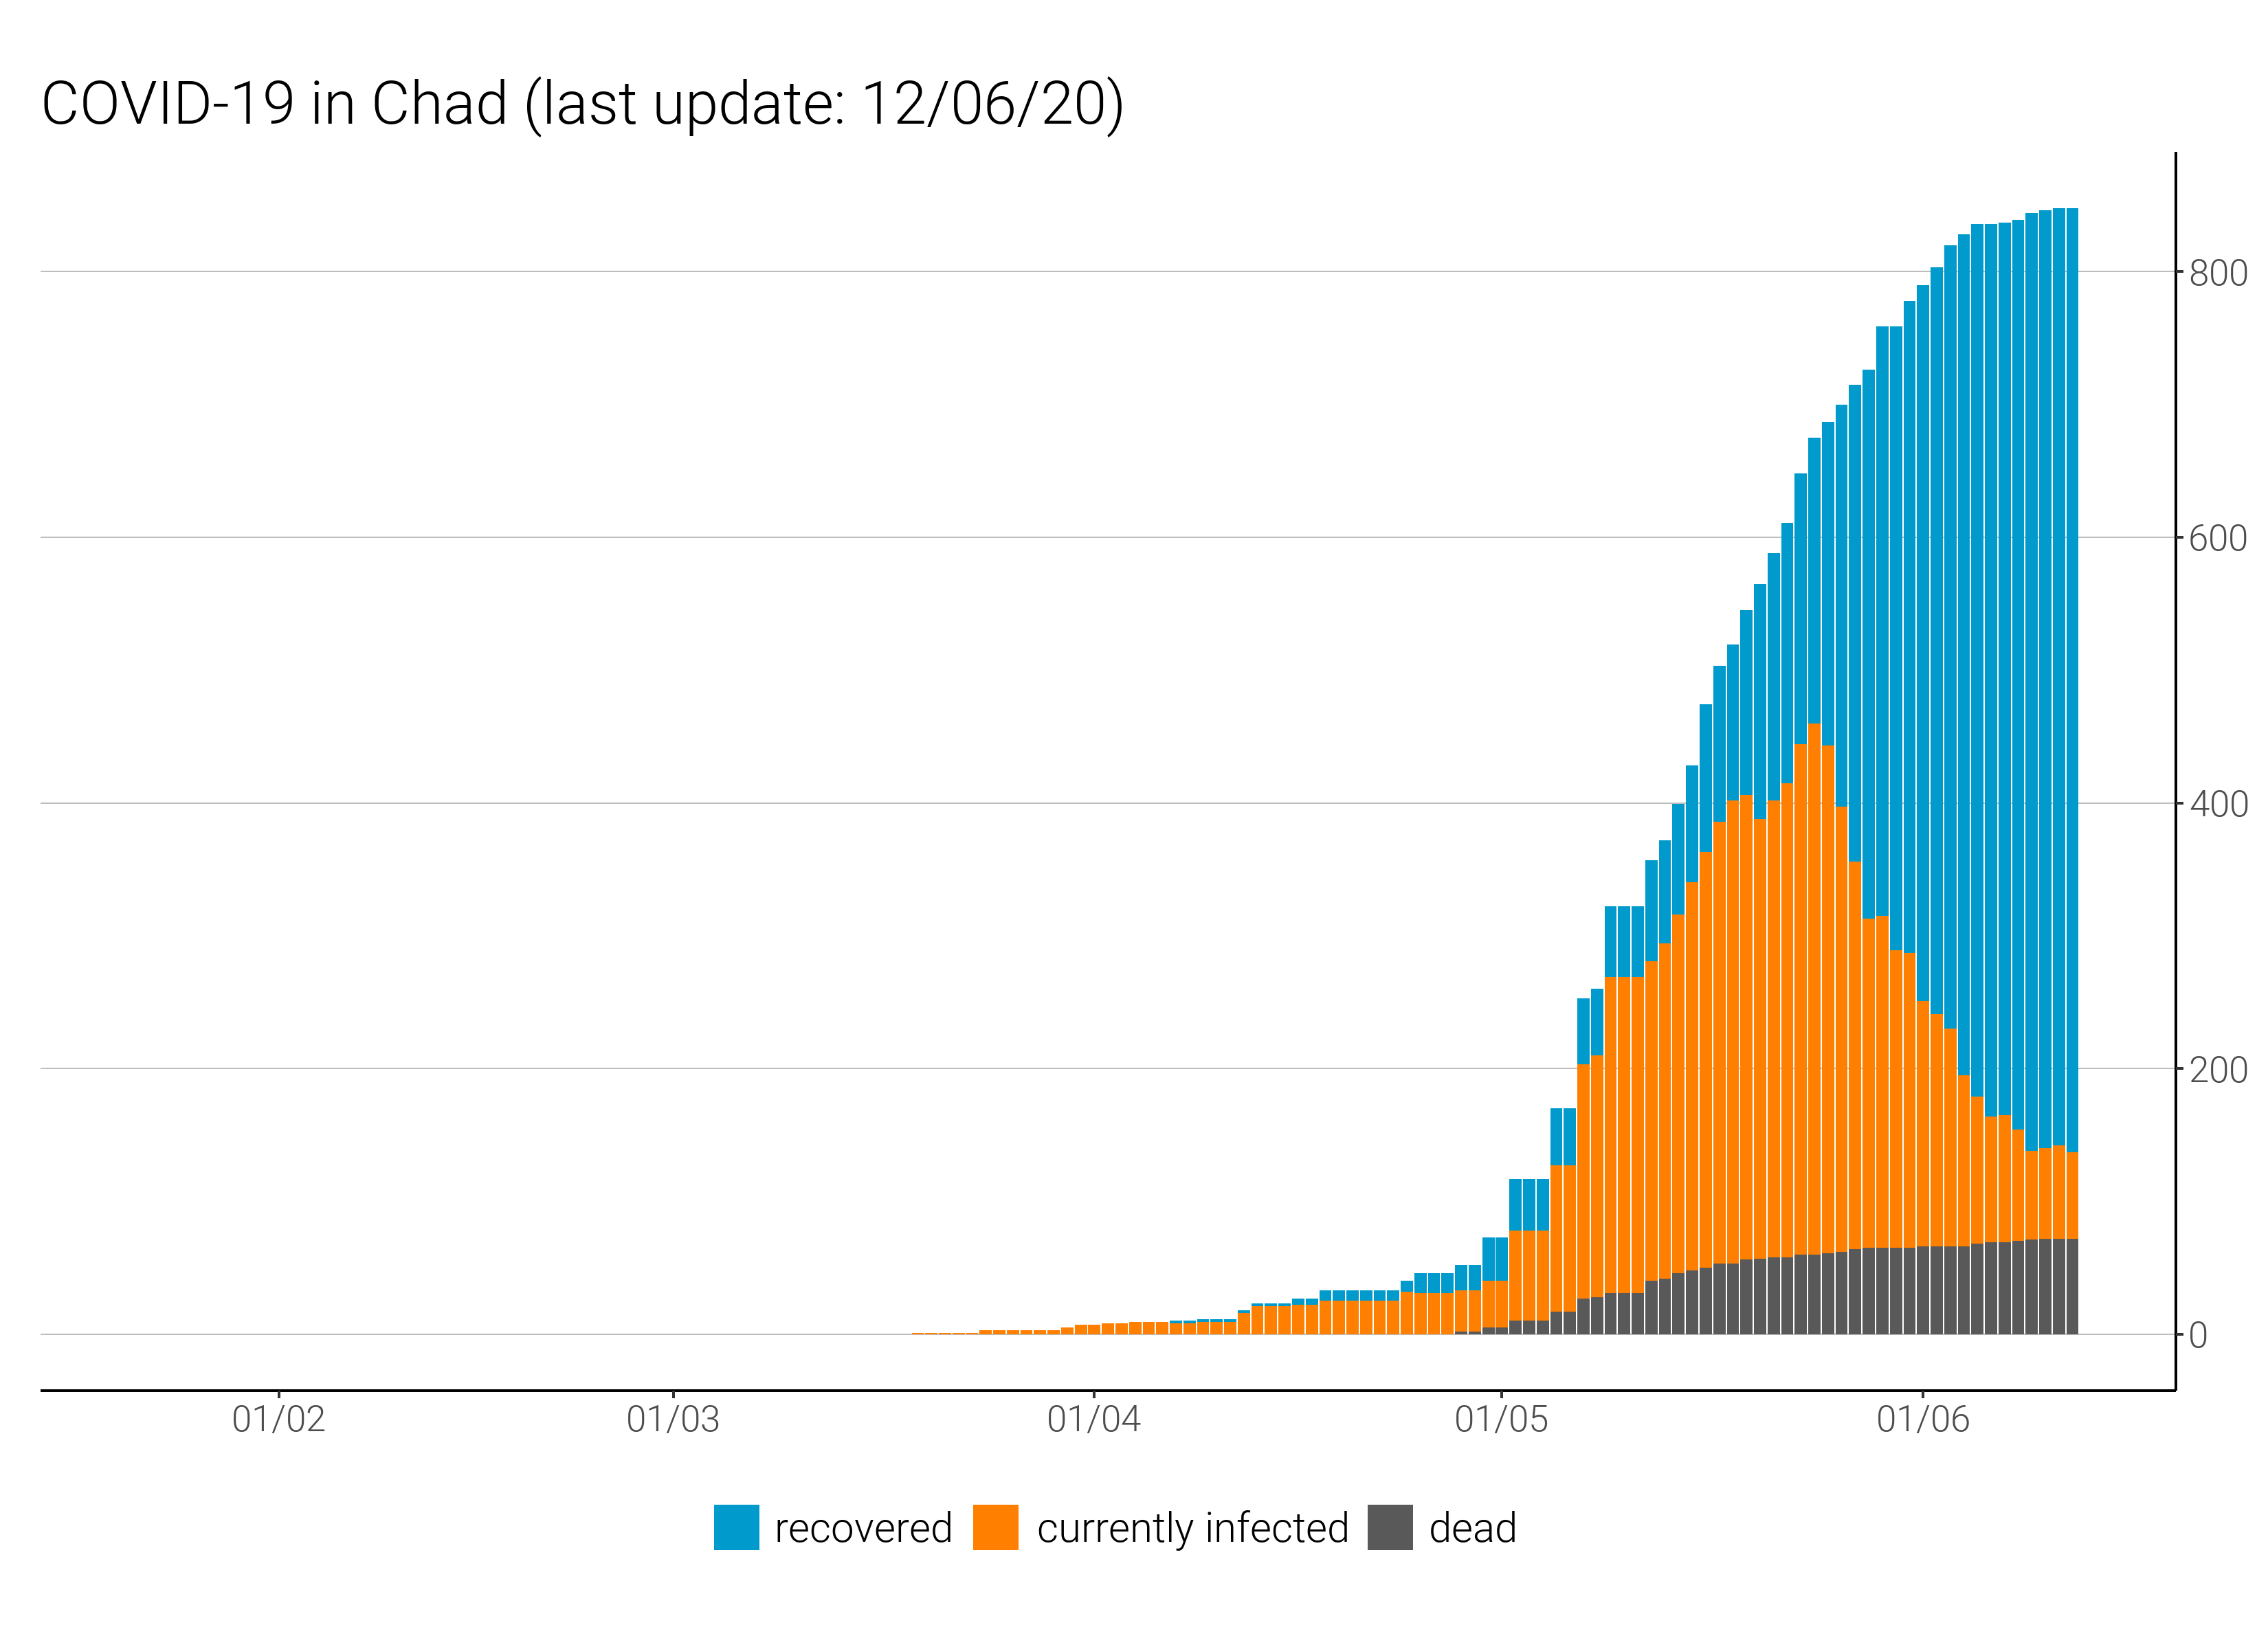 COVID-19 in Chad (last update: 12/06/20)
800
600
400
200
0
01/02 01/03 01/04 01/05 01/06
recovered currently infected dead